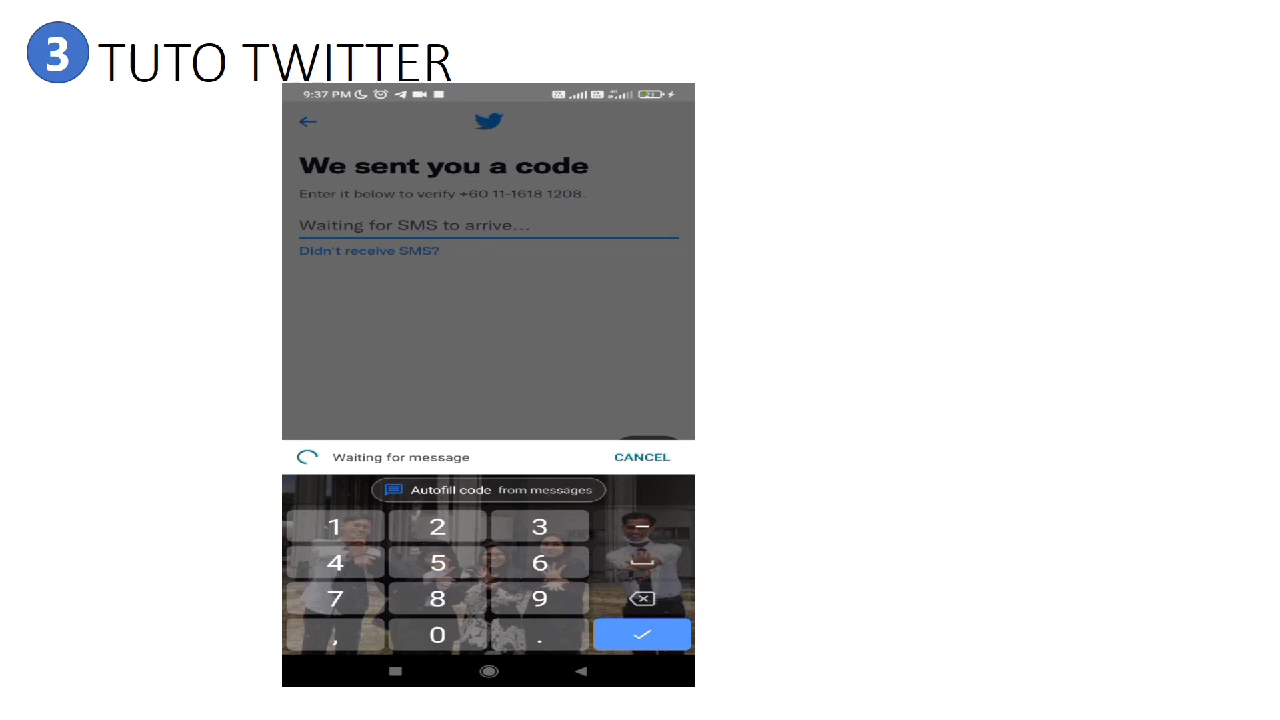 3 TUTO TWITTER
9:37 PM
We sent you a code
Enter it below to verify +60 11-1618 1208.
Waiting for SMS to arrive...
Didn't receive SMS?
Waiting for message CANCEL
Autofill code from messages
1 2 3 –
4 5 6
7 8 9
, 0 .